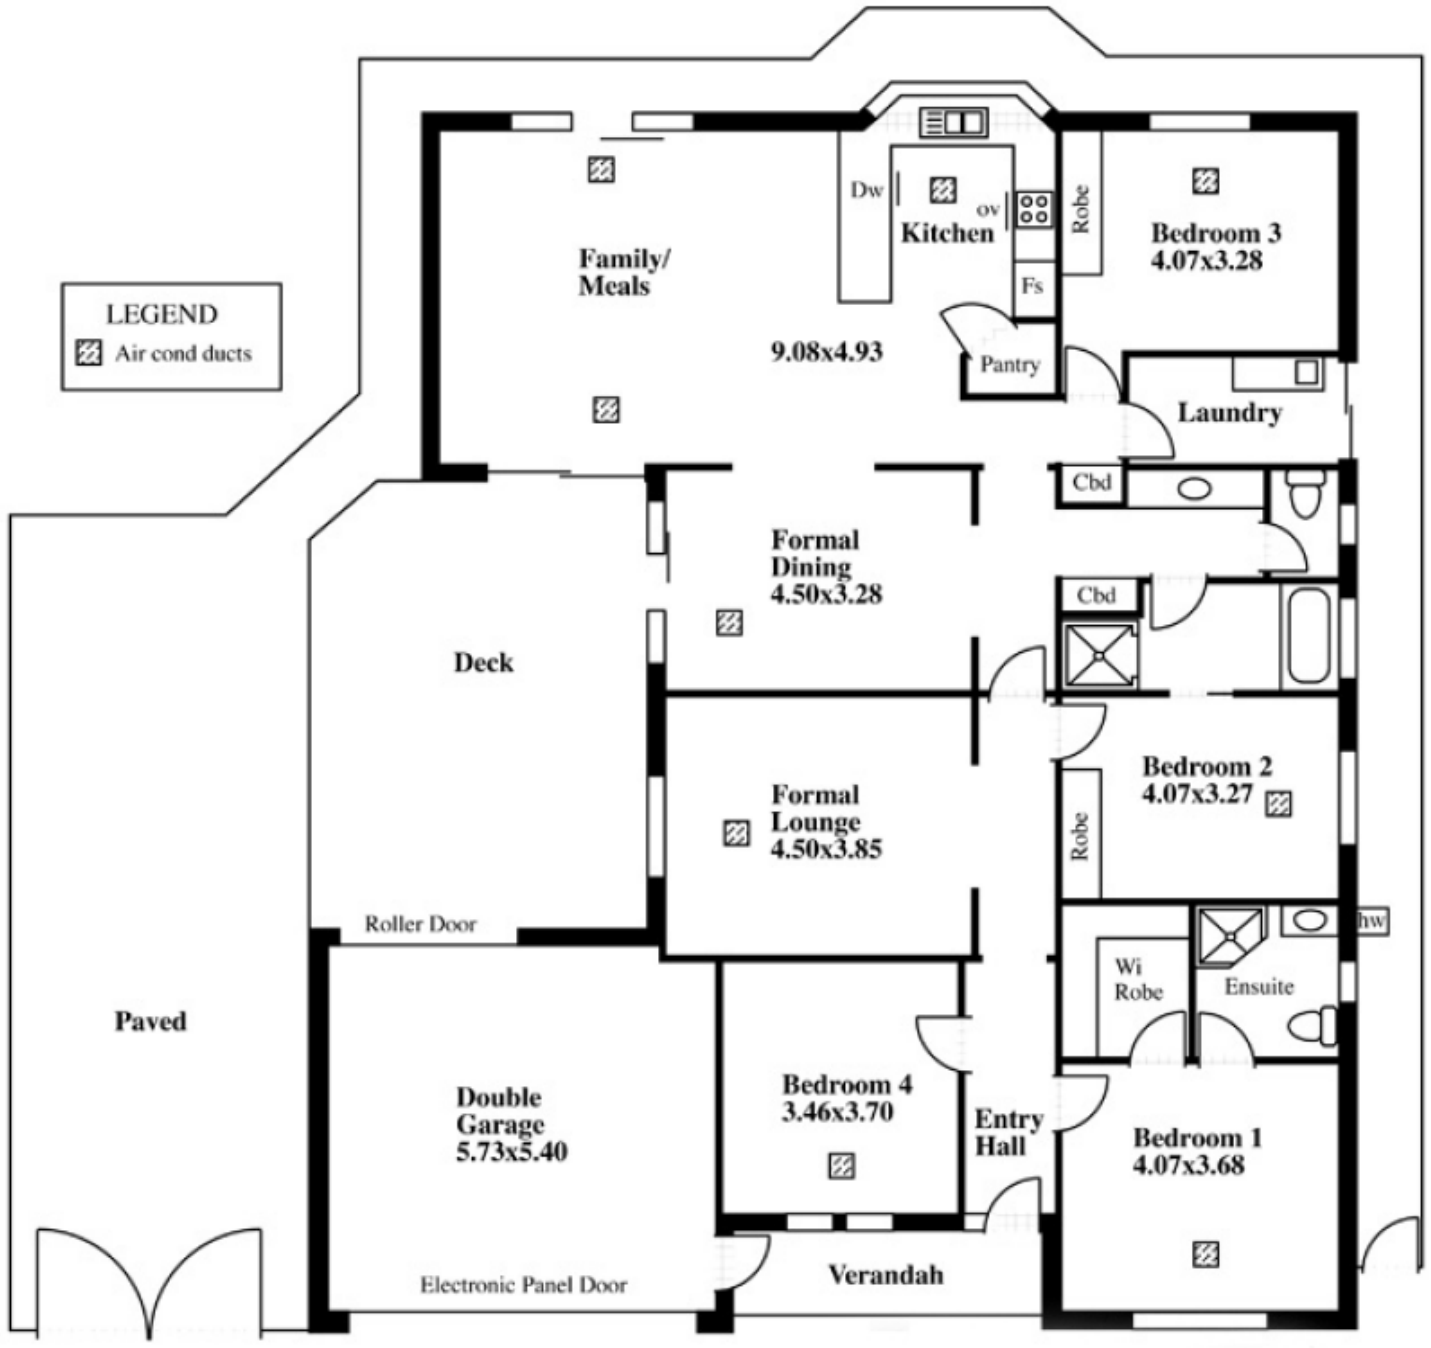 Dw
ov
Kitchen
Robe
Bedroom 3
4.07x3.28
Family/
Meals
Fs
LEGEND
Air cond ducts
9.08x4.93
Pantry
Laundry
Cbd
Formal
Dining
4.50x3.28
Cbd
Deck
Bedroom 2
4.07x3.27
Formal
Lounge
4.50x3.85
Robe
Roller Door
hw
Wi
Robe
Ensuite
Paved
Double
Garage
5.73x5.40
Bedroom 4
3.46x3.70
Entry
Hall
Bedroom 1
4.07x3.68
Electronic Panel Door
Verandah